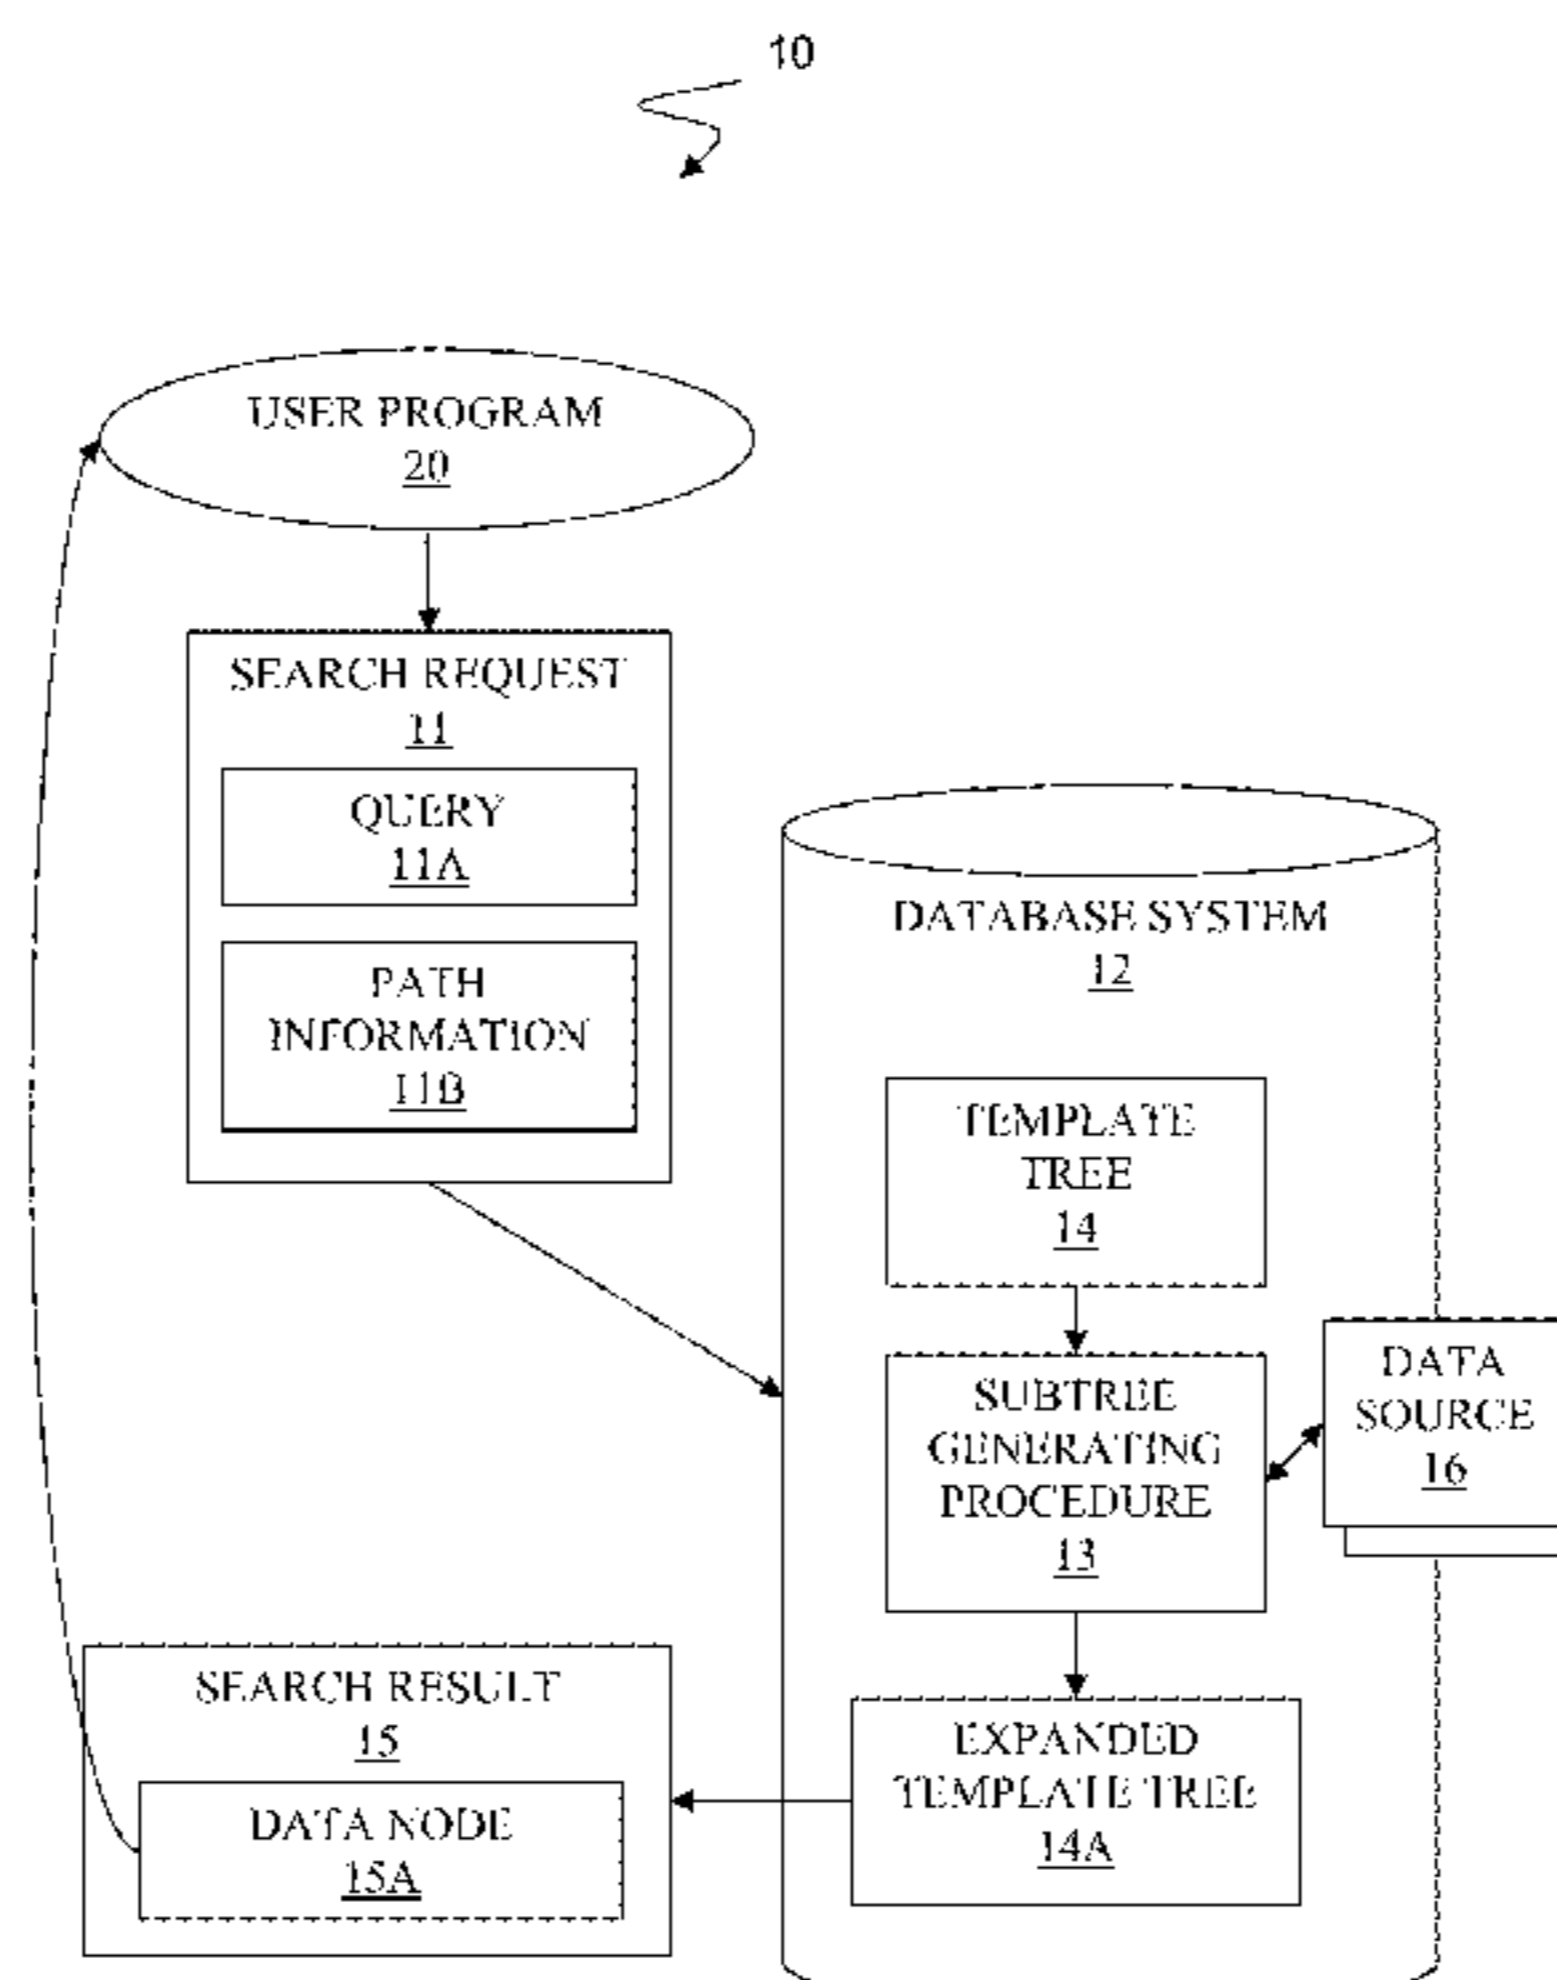 10
USER PROGRAM
20
SEARCH REQUEST
11
QUERY
11A
PATH
INFORMATION
11B
DATABASE SYSTEM
12
TEMPLATE
TREE
14
SUBTREE
GENERATING
PROCEDURE
13
DATA
SOURCE
16
EXPANDED
TEMPLATE TREE
14A
SEARCH RESULT
15
DATA NODE
15A